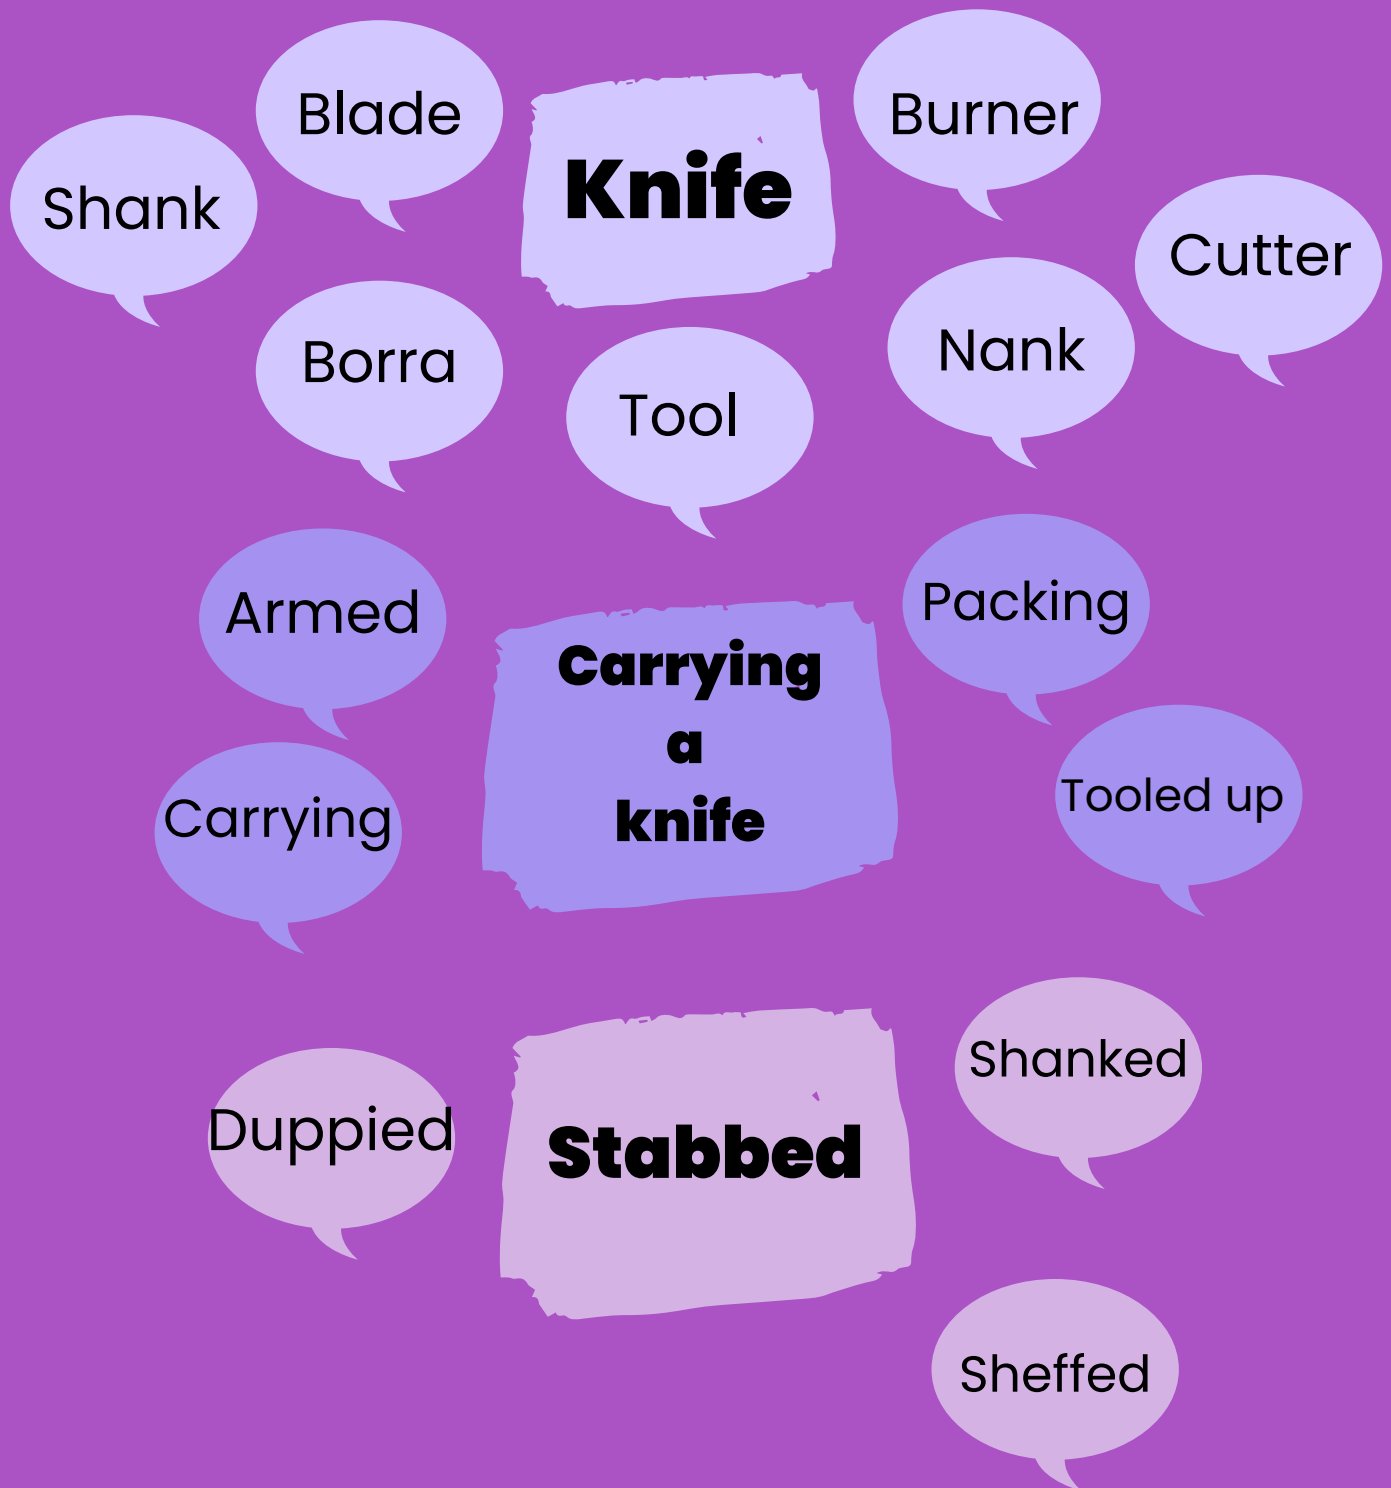 Blade
Burner
Shank
Knife
Cutter
Borra
Nank
Tool
Armed
Packing
Carrying
a
knife
Carrying
Tooled up
Shanked
Duppied
Stabbed
Sheffed